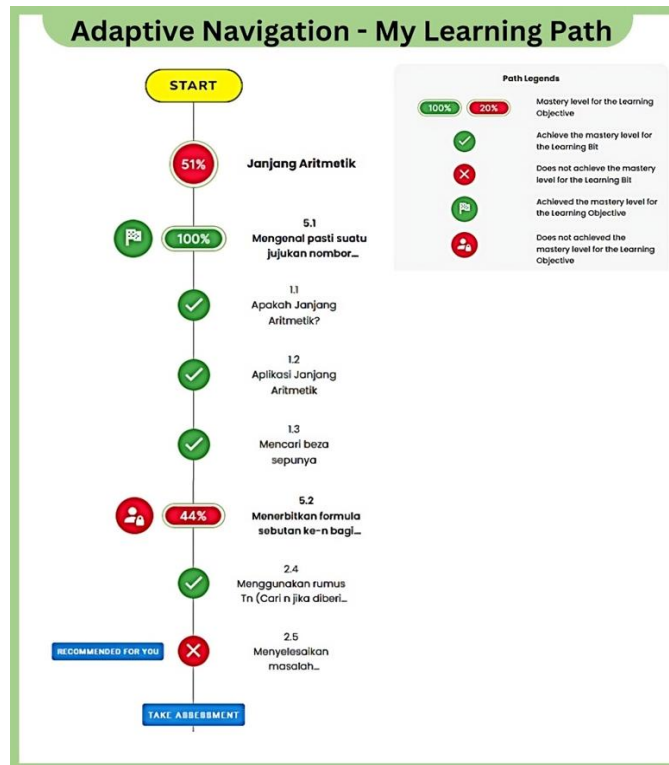 Adaptive Navigation - My Learning Path
START
51%
Janjang Aritmetik
100%
5.1
Mengenal pasti suatu
jujukan nombor...
1.1
Apakah Janjang
Aritmetik?
1.2
Aplikasi Janjang
Aritmetik
1.3
Mencari beza
sepunya
44%
5.2
Menerbitkan formula
sebutan ke-n bagi...
2.4
Menggunakan rumus
Tn (Cari n jika diberi...
RECOMMENDED FOR YOU
2.5
Menyelesaikan
masalah...
TAKE ASSESSMENT
Path Legends
100% 20%
Mastery level for the Learning
Objective
Achieve the mastery level for
the Learning Bit
Does not achieve the mastery
level for the Learning Bit
Achieved the mastery level for
the Learning Objective
Does not achieved the
mastery level for the Learning
Objective